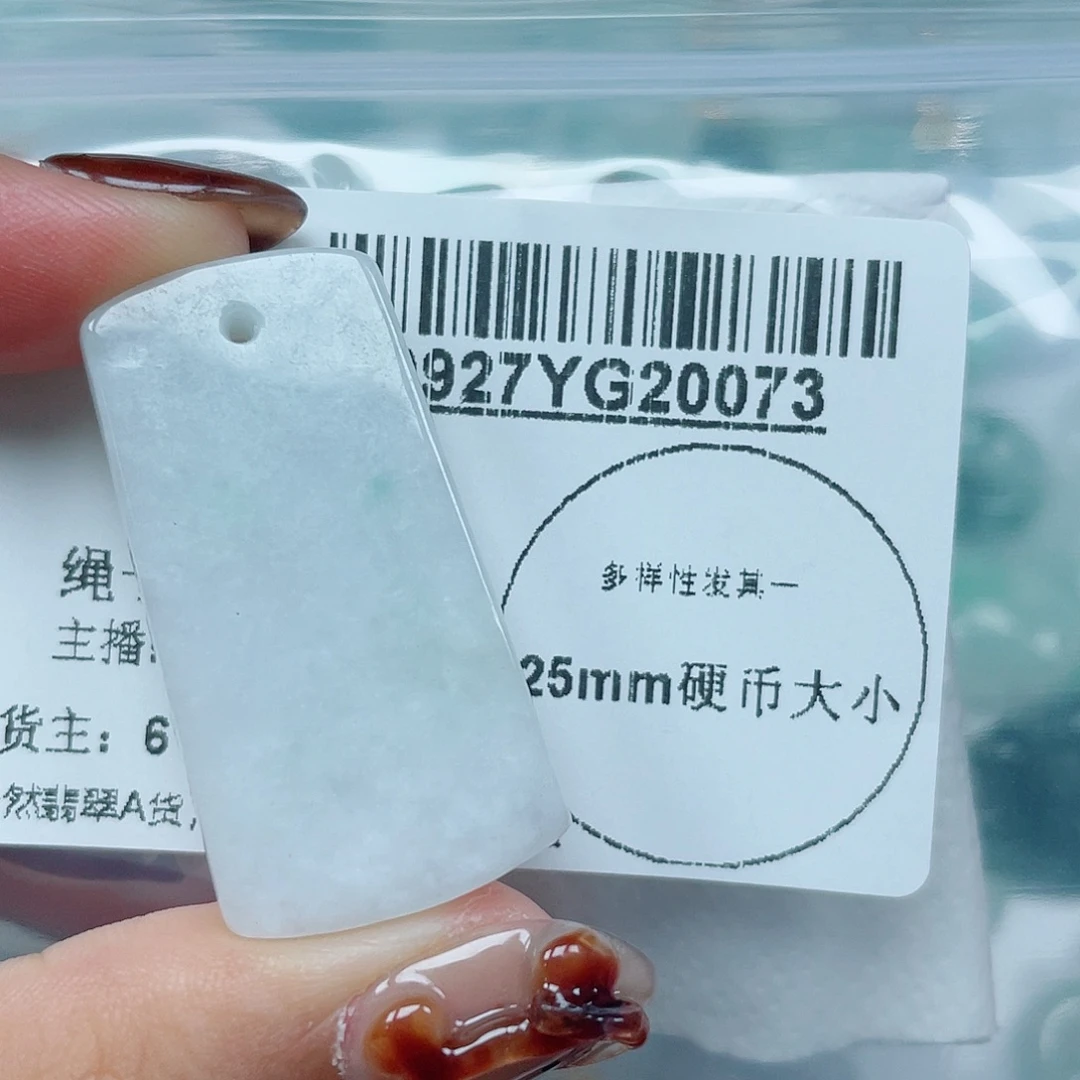 927YG20073
多样性发其一
25mm硬币大小
绳
主播:
货主: 6
然翡翠A货,